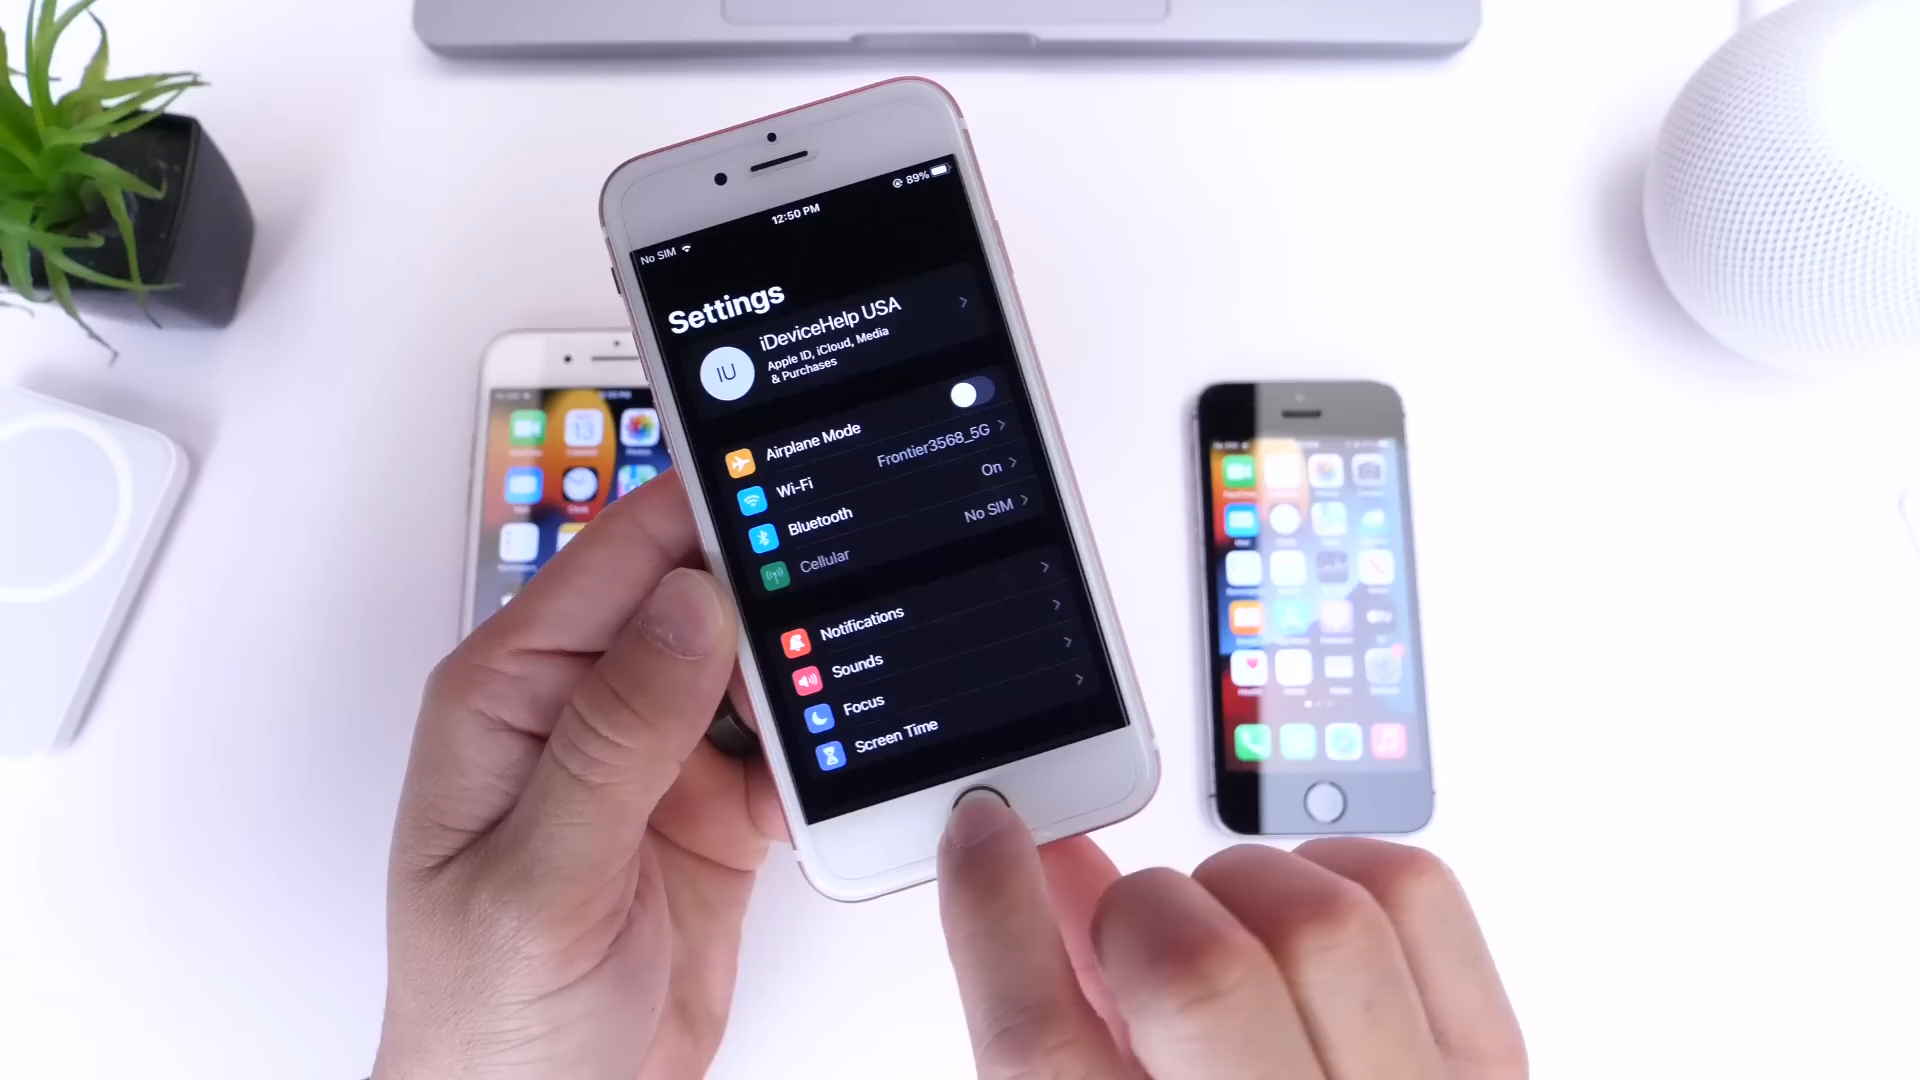 No SIM
12:50 PM
89%
Settings
IU
iDeviceHelp USA
Apple ID, iCloud, Media
& Purchases
Airplane Mode
Wi-Fi
Frontier3568_5G
Bluetooth
On
Cellular
No SIM
Notifications
Sounds
Focus
Screen Time
13